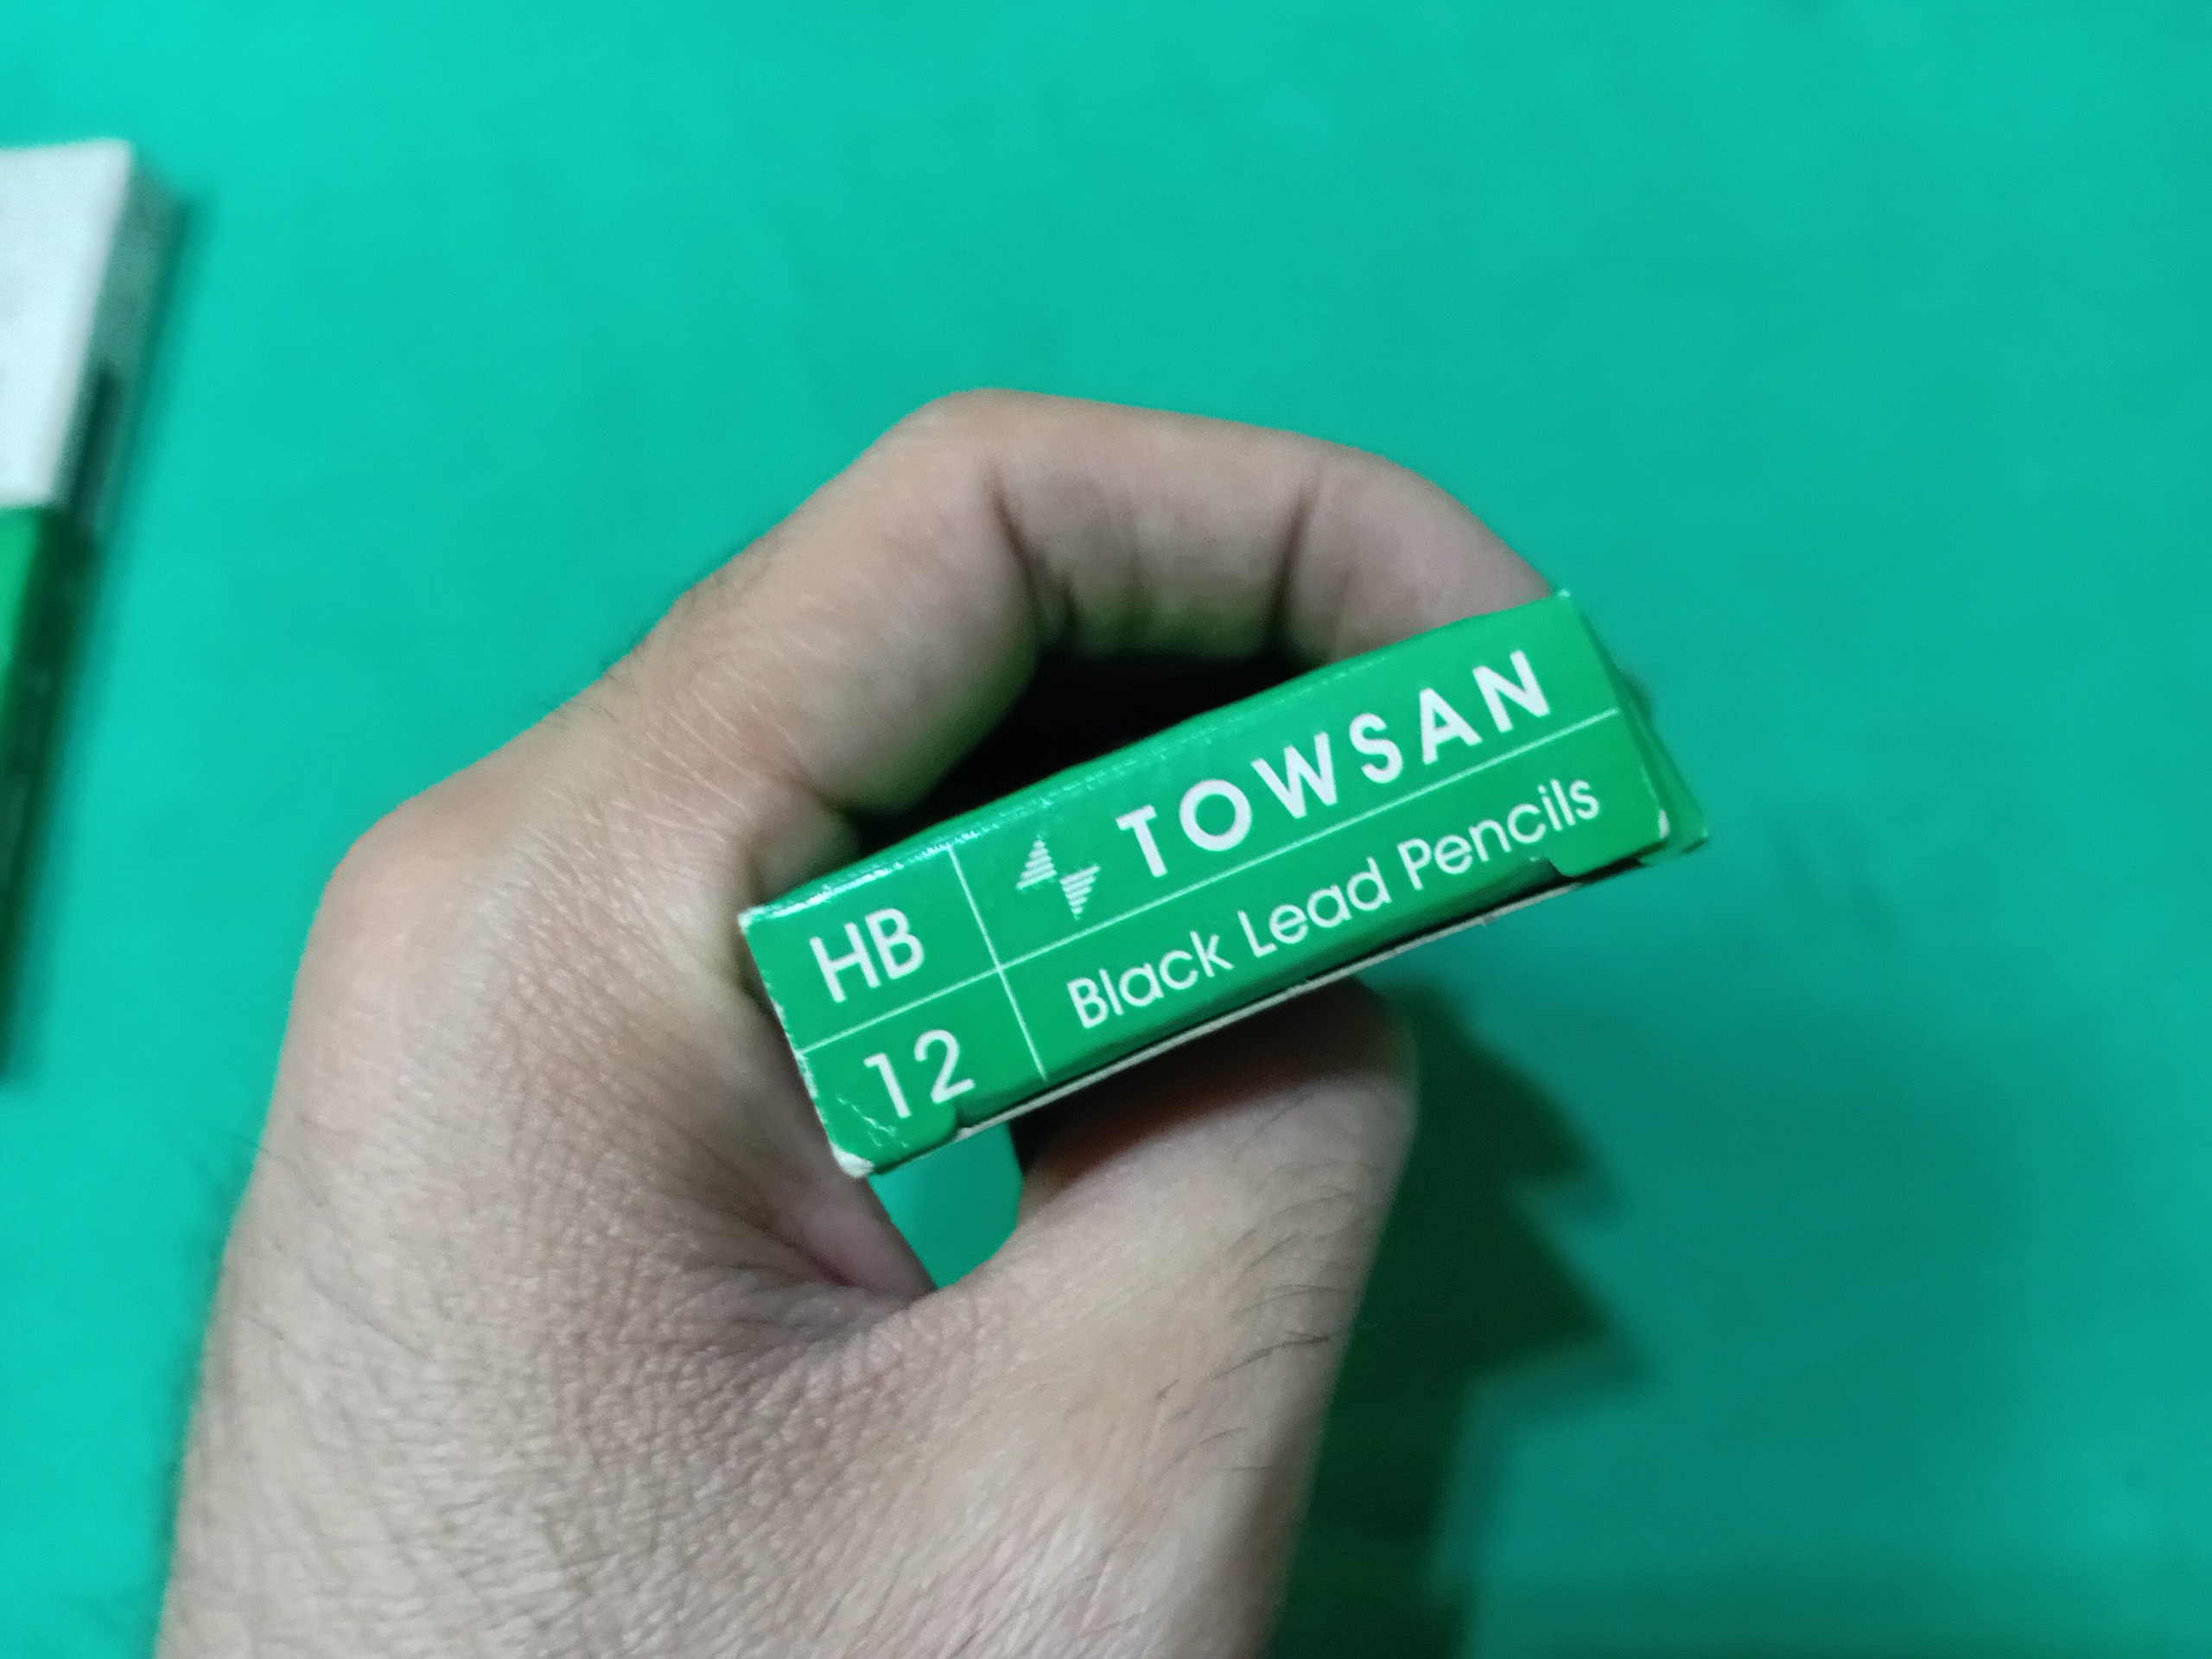 HB
TOWSAN
12
Black Lead Pencils